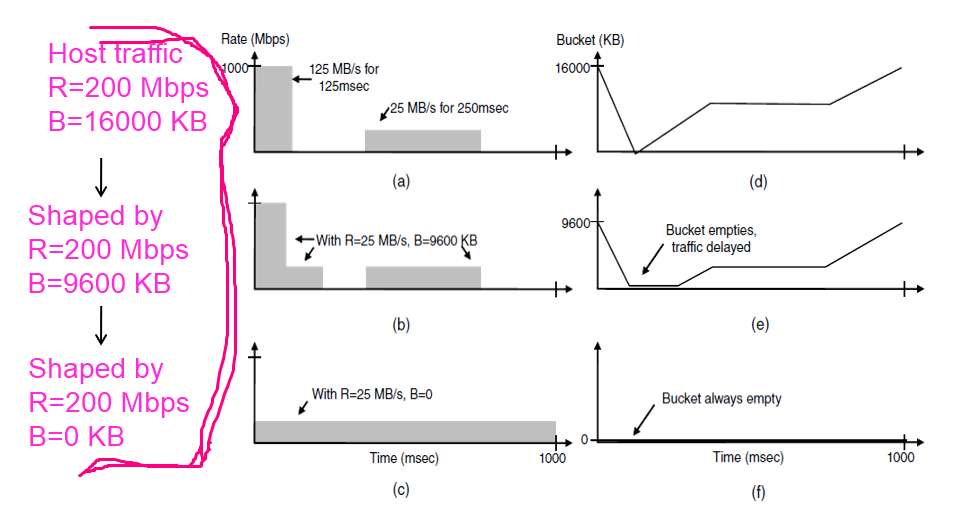 Host traffic
R=200 Mbps
B=16000 KB
Shaped by
R=200 Mbps
B=9600 KB
Shaped by
R=200 Mbps
B=0 KB
Rate (Mbps)
1000
125 MB/s for
125msec
25 MB/s for 250msec
(a)
Bucket (KB)
16000
(d)
With R=25 MB/s, B=9600 KB
(b)
9600
Bucket empties,
traffic delayed
(e)
With R=25 MB/s, B=0
Time (msec)
1000
(c)
Bucket always empty
0
Time (msec)
1000
(f)